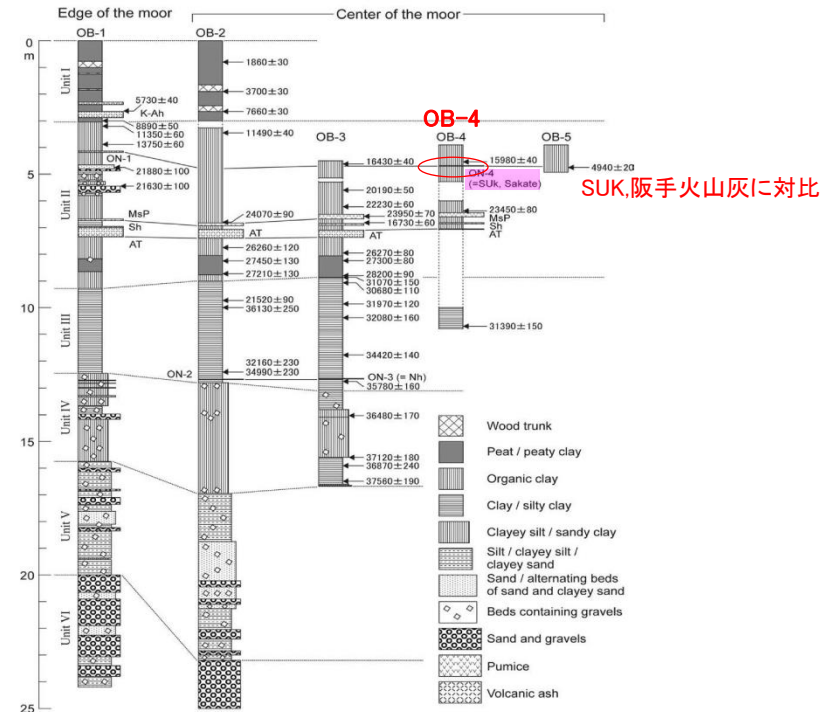 Edge of the moor
Center of the moor
OB-1
OB-2
0
m
5
10
15
20
25
Unit I
Unit II
Unit III
Unit IV
Unit V
Unit VI
5730±40
K-Ah
8890±50
11350±60
13750±60
ON-1
21880±100
21630±100
MsP
Sh
AT
1860±30
3700±30
7660±30
11490±40
24070±90
AT
26260±120
27450±130
27210±130
21520±90
36130±250
32160±230
ON-2
34990±230
OB-3
16430±40
20190±50
22230±60
23950±70
16730±60
AT
26270±80
27300±80
28200±90
31070±150
30680±110
31970±120
32080±160
34420±140
ON-3 (= Nh)
35780±160
36480±170
37120±180
36870±240
37560±190
OB-4
OB-4
15980±40
ON-4
(=SUk, Sakate)
23450±80
MsP
Sh
AT
31390±150
OB-5
4940±20
SUK,阪手火山灰に対比
Wood trunk
Peat / peaty clay
Organic clay
Clay / silty clay
Clayey silt / sandy clay
Silt / clayey silt /
clayey sand
Sand / alternating beds
of sand and clayey sand
Beds containing gravels
Sand and gravels
Pumice
Volcanic ash